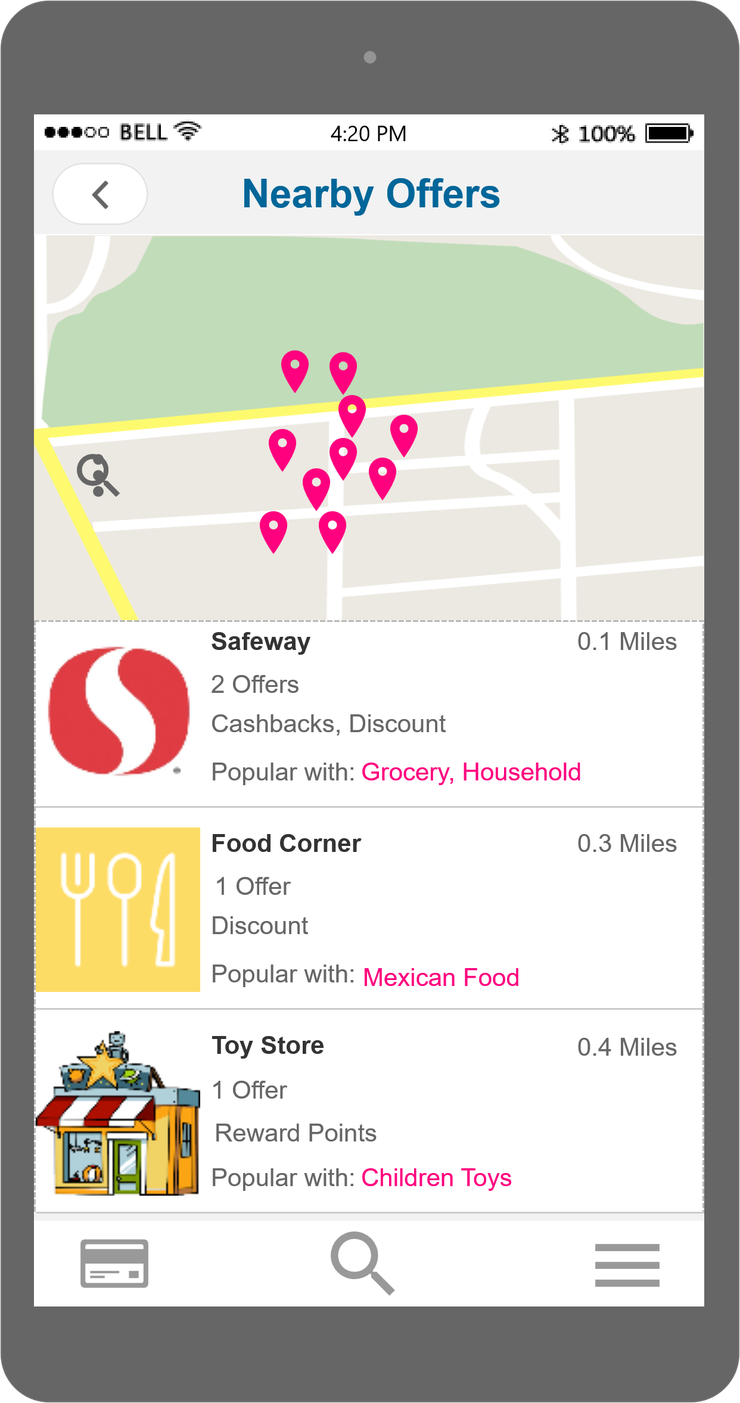 BELL 4:20 PM 100%
Nearby Offers
Safeway 0.1 Miles
2 Offers
Cashbacks, Discount
Popular with: Grocery, Household
Food Corner 0.3 Miles
1 Offer
Discount
Popular with: Mexican Food
Toy Store 0.4 Miles
1 Offer
Reward Points
Popular with: Children Toys